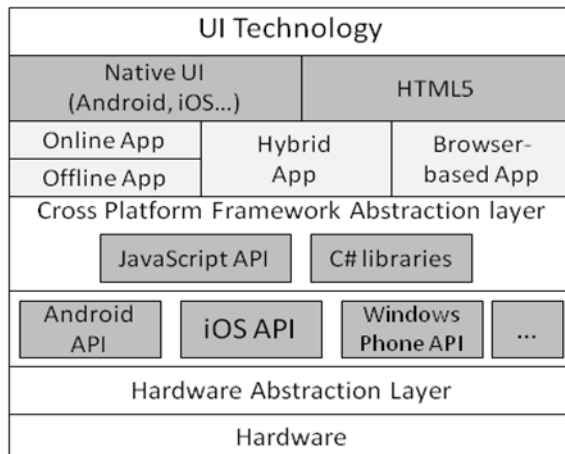 UI Technology
Native UI
(Android, iOS...)
HTML5
Online App
Offline App
Hybrid
App
Browser-
based App
Cross Platform Framework Abstraction layer
JavaScript API
C# libraries
Android
API
iOS API
Windows
Phone API
...
Hardware Abstraction Layer
Hardware